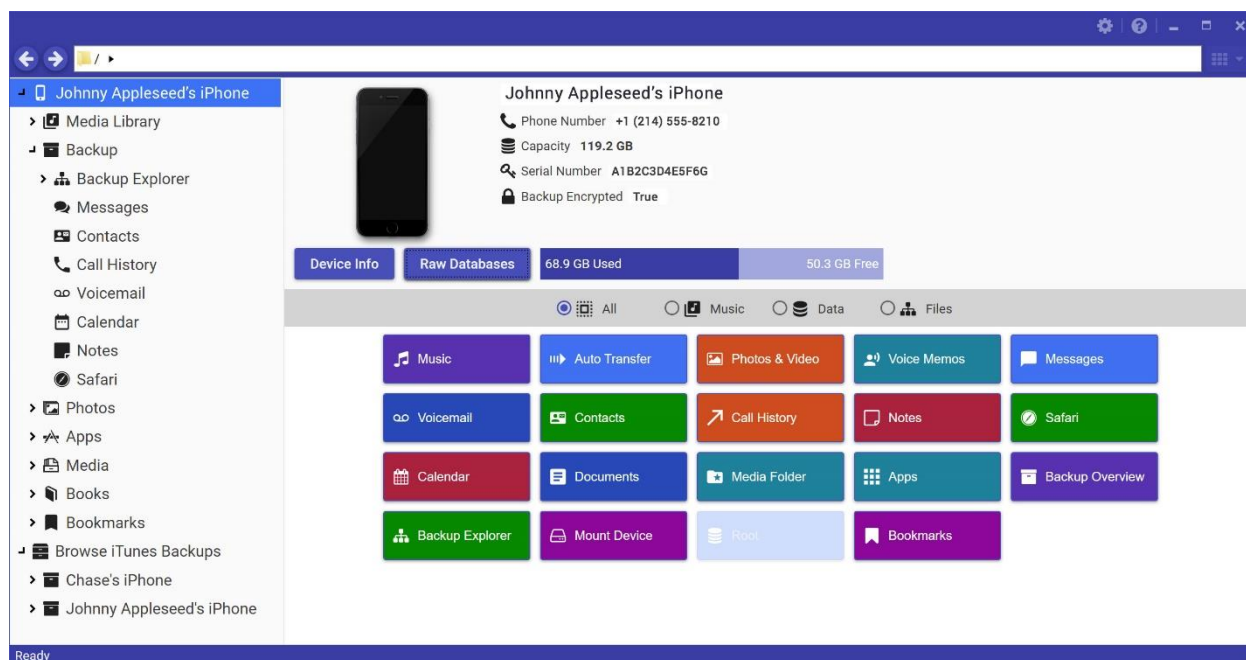 /
Johnny Appleseed's iPhone
Media Library
Backup
Backup Explorer
Messages
Contacts
Call History
Voicemail
Calendar
Notes
Safari
Photos
Apps
Media
Books
Bookmarks
Browse iTunes Backups
Chase's iPhone
Johnny Appleseed's iPhone
Johnny Appleseed's iPhone
Phone Number +1 (214) 555-8210
Capacity 119.2 GB
Serial Number A1B2C3D4E5F6G
Backup Encrypted True
Device Info Raw Databases 68.9 GB Used 50.3 GB Free
All Music Data Files
Music Auto Transfer Photos & Video Voice Memos Messages
Voicemail Contacts Call History Notes Safari
Calendar Documents Media Folder Apps Backup Overview
Backup Explorer Mount Device Root Bookmarks
Ready